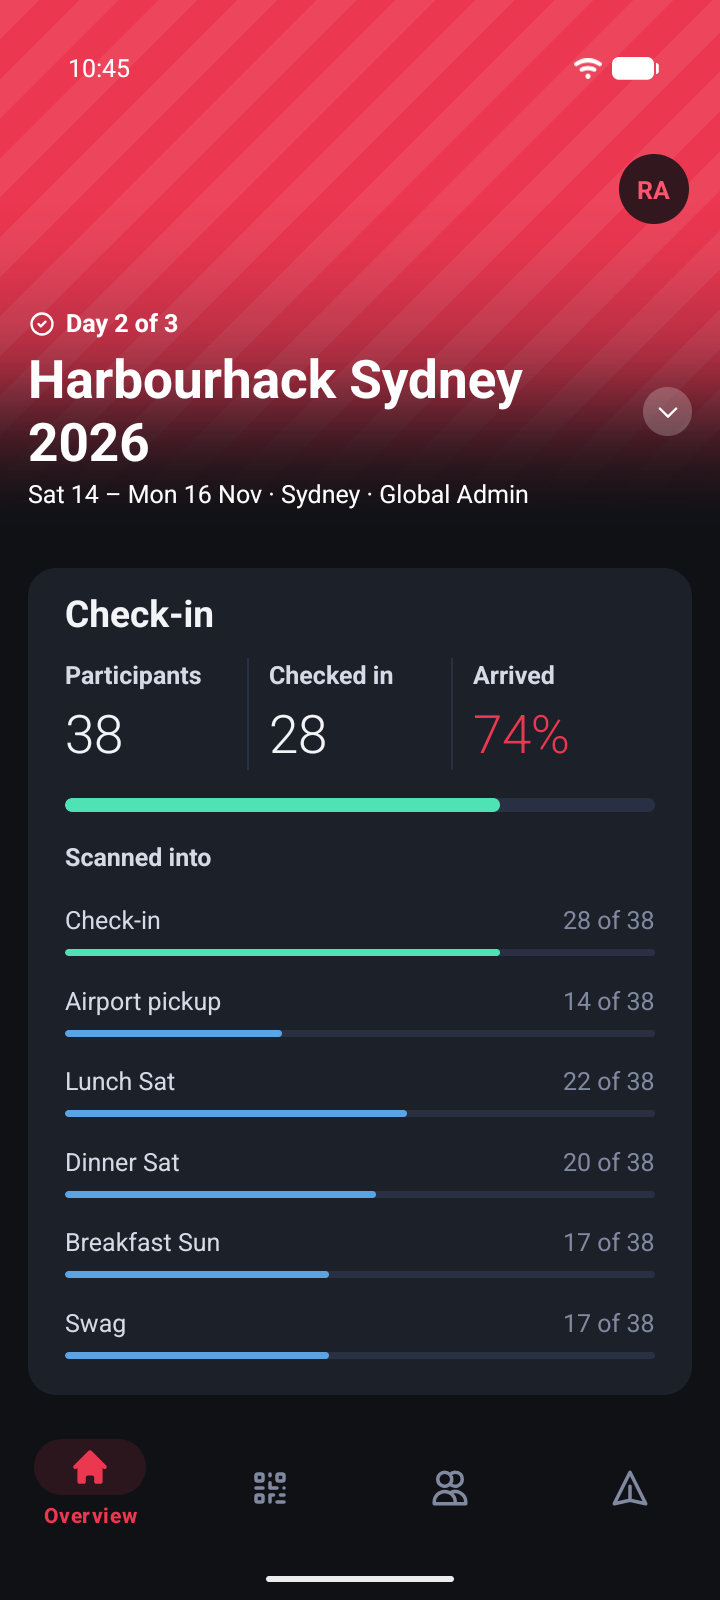 10:45
RA
Day 2 of 3
Harbourhack Sydney
2026
Sat 14 – Mon 16 Nov · Sydney · Global Admin
Check-in
Participants
Checked in
Arrived
38
28
74%
Scanned into
Check-in
28 of 38
Airport pickup
14 of 38
Lunch Sat
22 of 38
Dinner Sat
20 of 38
Breakfast Sun
17 of 38
Swag
17 of 38
Overview